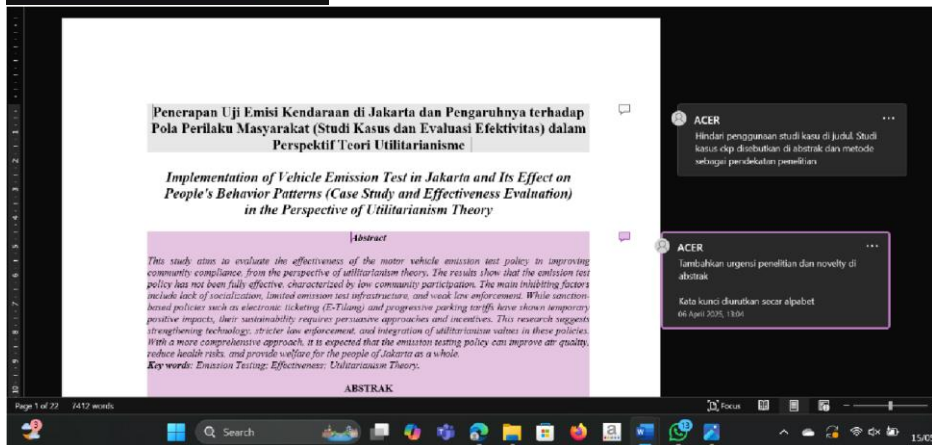 Penerapan Uji Emisi Kendaraan di Jakarta dan Pengaruhnya terhadap
Pola Perilaku Masyarakat (Studi Kasus dan Evaluasi Efektivitas) dalam
Perspektif Teori Utilitarianisme
Implementation of Vehicle Emission Test in Jakarta and Its Effect on
People's Behavior Patterns (Case Study and Effectiveness Evaluation)
in the Perspective of Utilitarianism Theory
Abstract
This study aims to evaluate the effectiveness of the motor vehicle emission test policy in improving
community compliance, from the perspective of utilitarianism theory. The results show that the emission test
policy has not been fully effective, characterized by low community participation. The main inhibiting factors
include lack of socialization, limited emission test infrastructure, and weak law enforcement. While sanction-
based policies such as electronic ticketing (E-Tilang) and progressive parking tariffs have shown temporary
positive impacts, their sustainability requires persuasive approaches and incentives. This research suggests
strengthening technology, stricter law enforcement, and integration of utilitarianism values in these policies.
With a more comprehensive approach, it is expected that the emission testing policy can improve air quality,
reduce health risks, and provide welfare for the people of Jakarta as a whole.
Key words: Emission Testing; Effectiveness; Utilitarianism Theory.
ABSTRAK
ACER
Hindari penggunaan studi kasu di judul. Studi
kasus ckp disebutkan di abstrak dan metode
sebagai pendekatan penelitian
ACER
Tambahkan urgensi penelitian dan novelty di
abstrak
Kata kunci diurutkan secar alpabet
06 April 2025, 13:04
Page 1 of 22 7412 words
Focus
Search
15/05